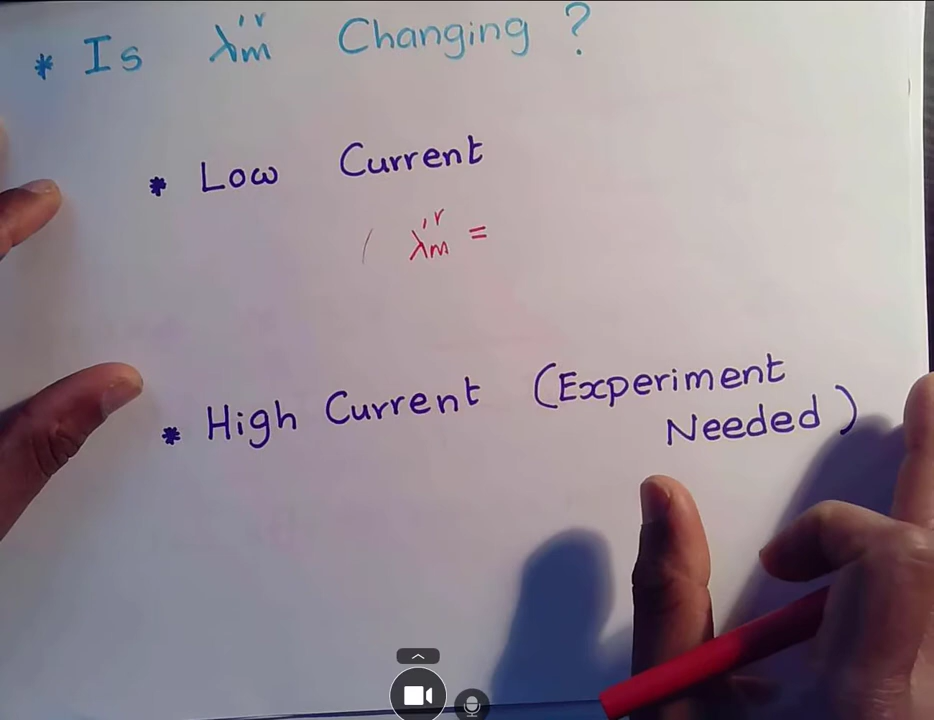 * Is λ'ʳm Changing ?
* Low Current
( λ'ʳm =
* High Current (Experiment
Needed)